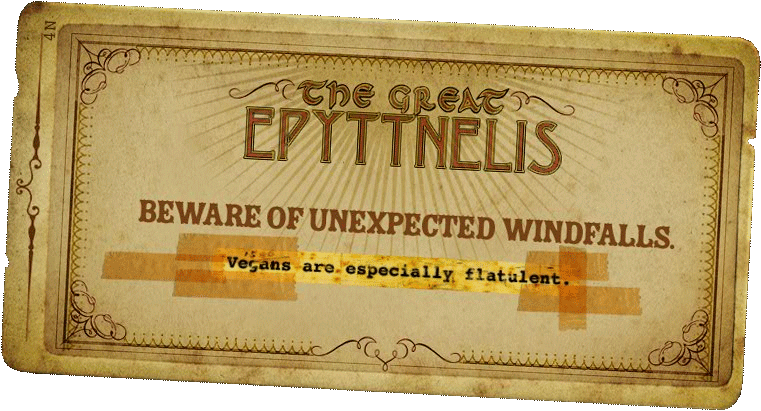 4N
THE GREAT
EPYTTNELIS
BEWARE OF UNEXPECTED WINDFALLS.
Vegans are especially flatulent.